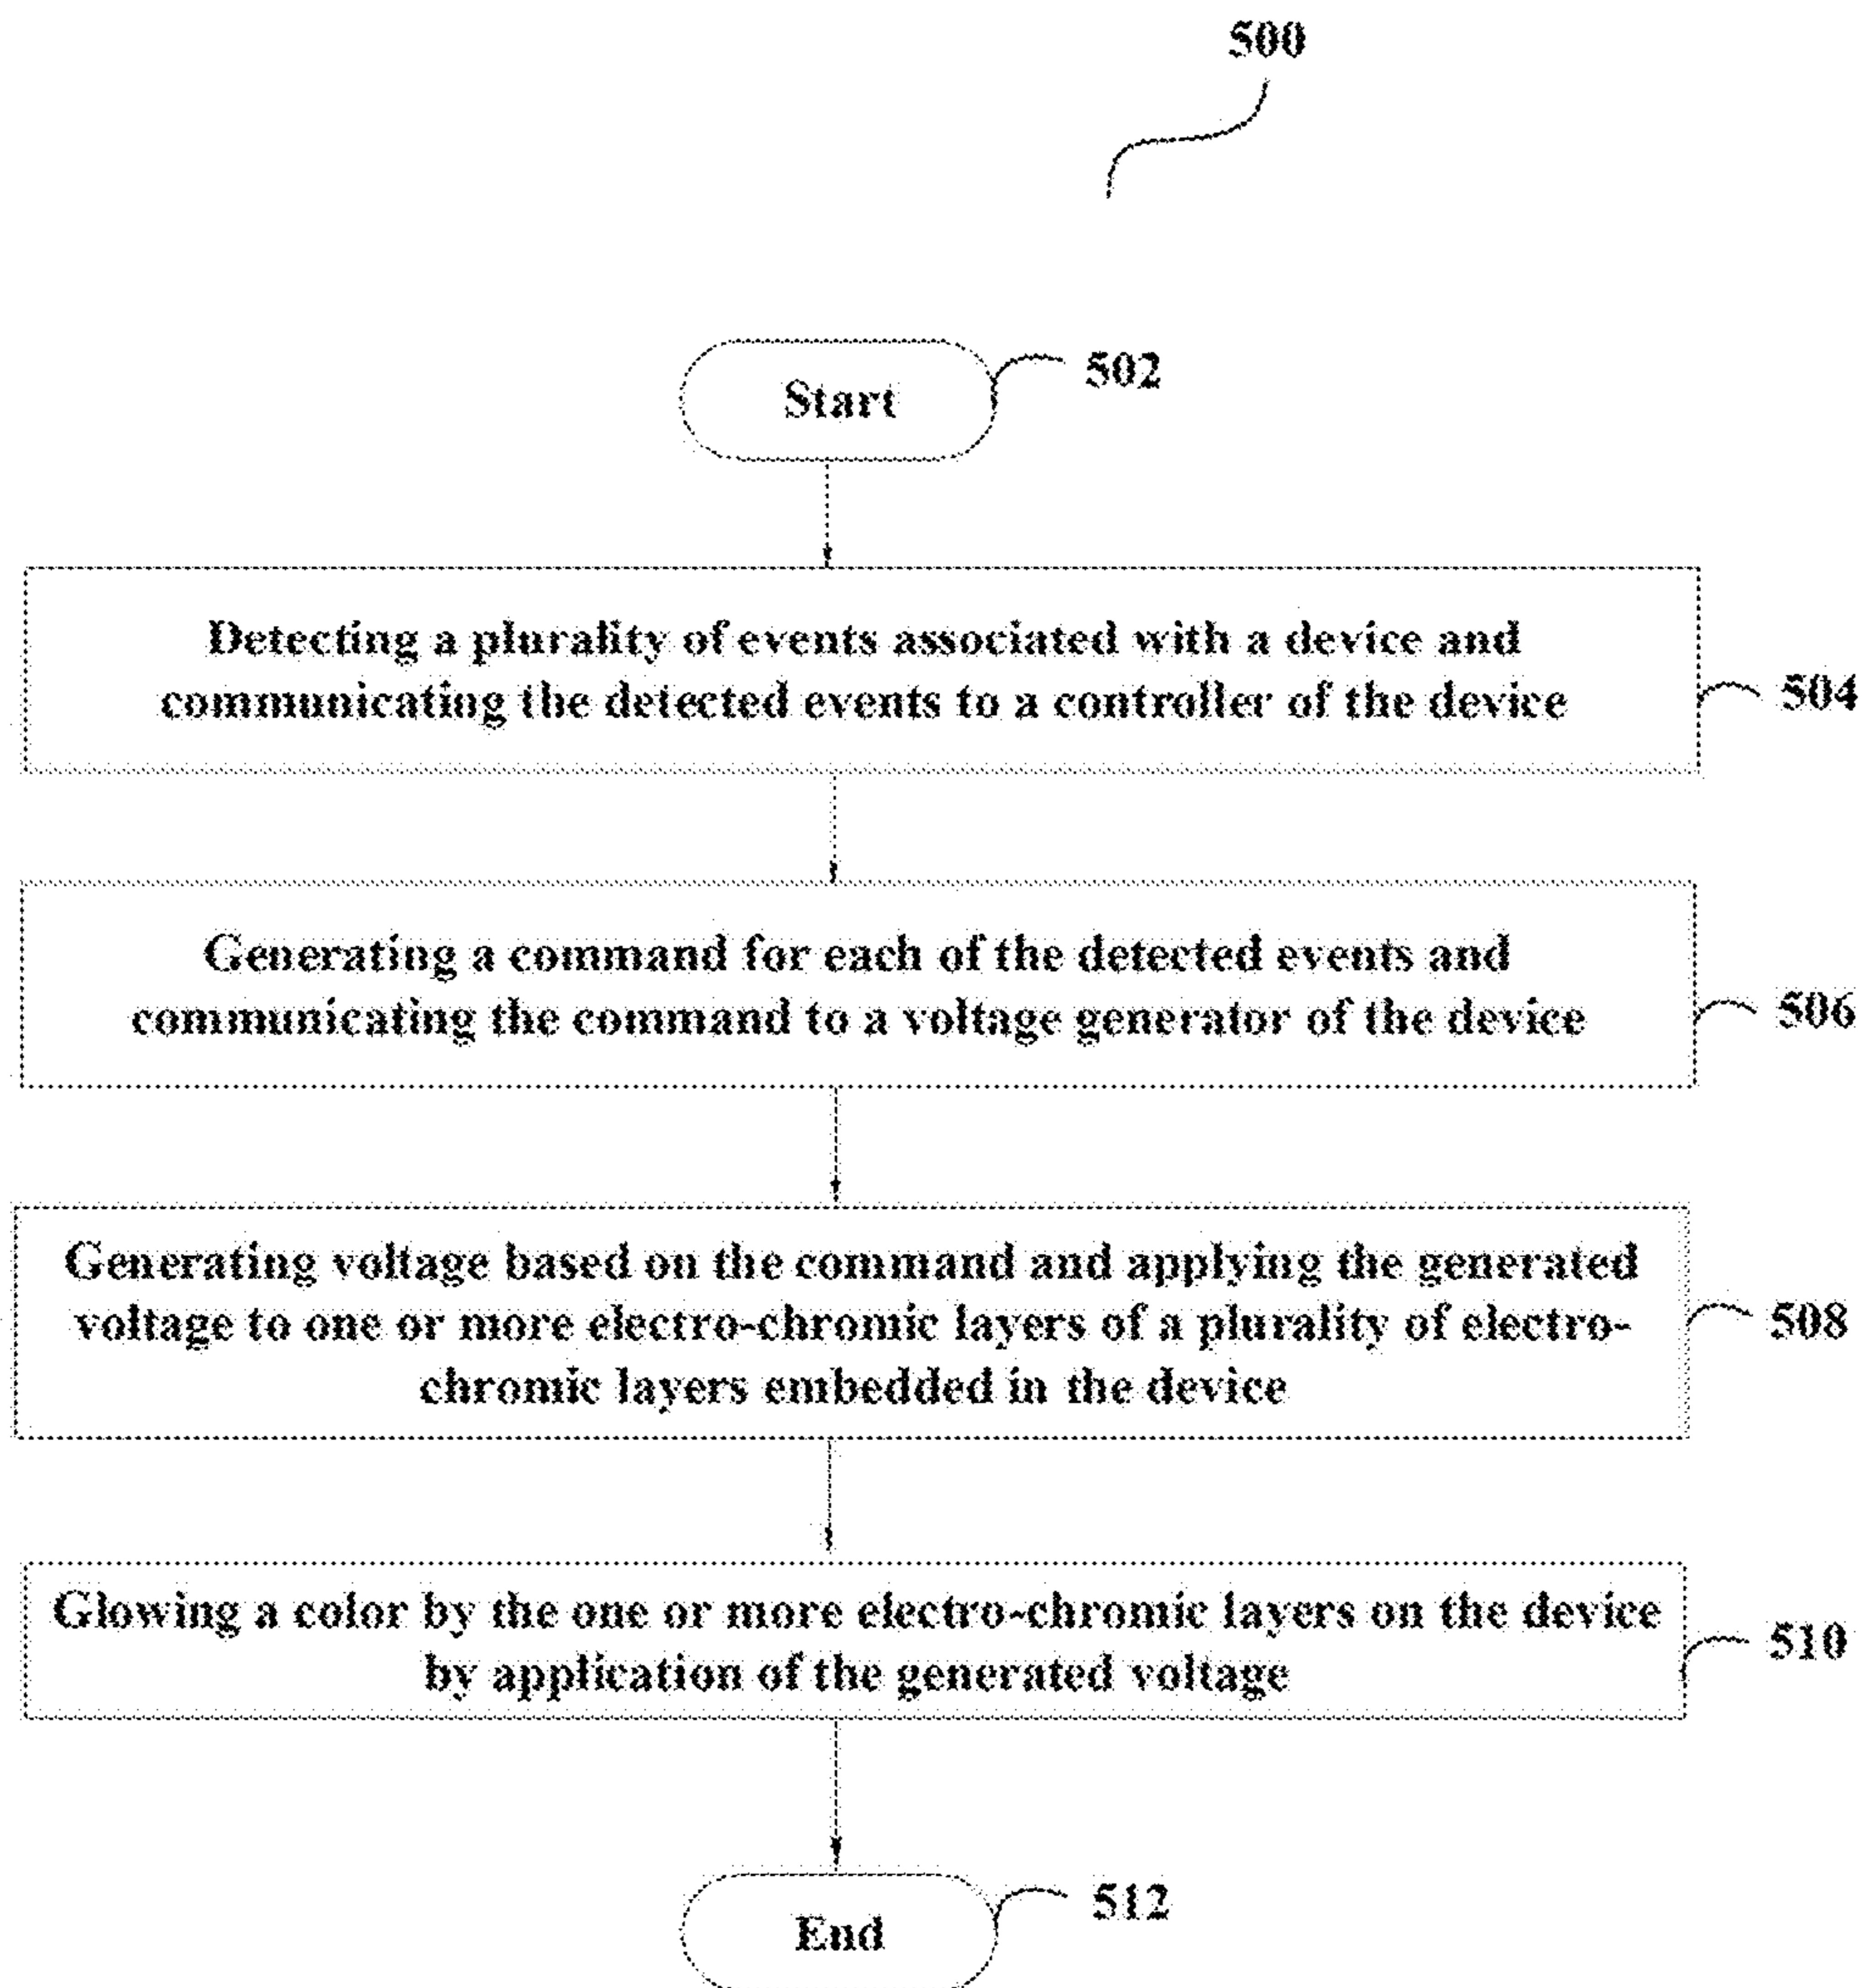 500
Start
502
Detecting a plurality of events associated with a device and
communicating the detected events to a controller of the device
504
Generating a command for each of the detected events and
communicating the command to a voltage generator of the device
506
Generating voltage based on the command and applying the generated
voltage to one or more electro-chromic layers of a plurality of electro-
chromic layers embedded in the device
508
Glowing a color by the one or more electro-chromic layers on the device
by application of the generated voltage
510
End
512